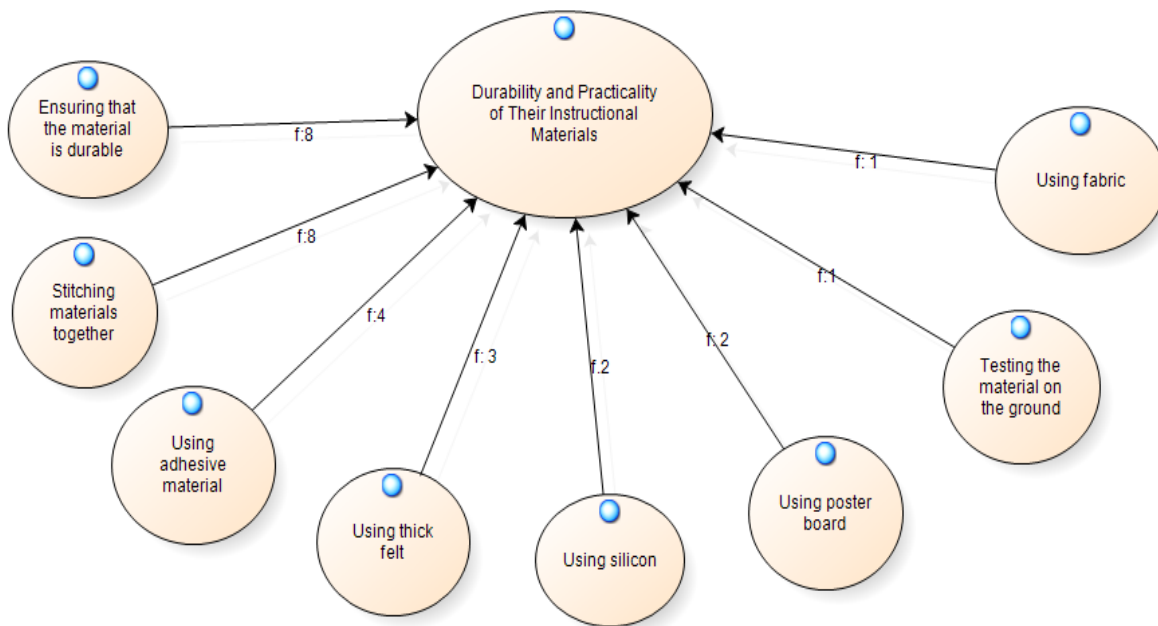 Durability and Practicality
of Their Instructional
Materials
Ensuring that
the material
is durable
f:8
Stitching
materials
together
f:8
Using
adhesive
material
f:4
Using thick
felt
f: 3
Using silicon
f.2
Using poster
board
f: 2
Testing the
material on
the ground
f:1
Using fabric
f: 1